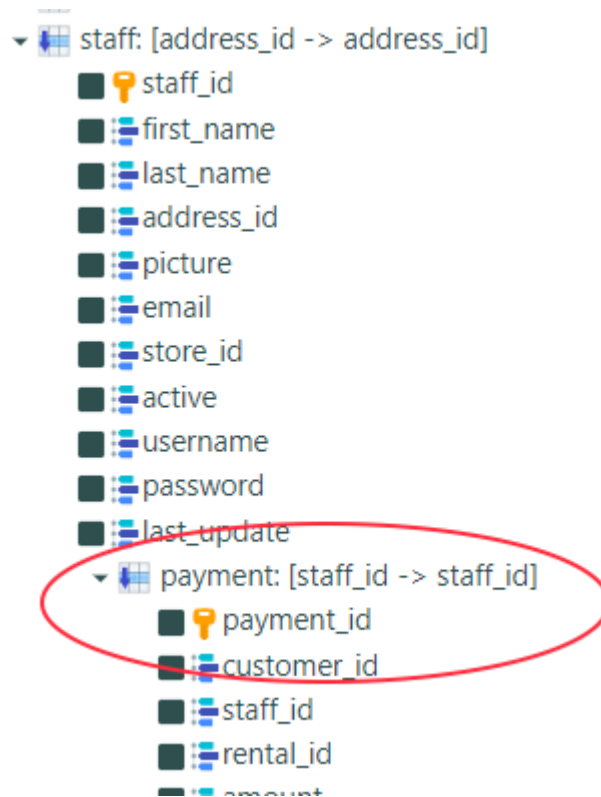 staff: [address_id -> address_id]
staff_id
first_name
last_name
address_id
picture
email
store_id
active
username
password
last_update
payment: [staff_id -> staff_id]
payment_id
customer_id
staff_id
rental_id
amount